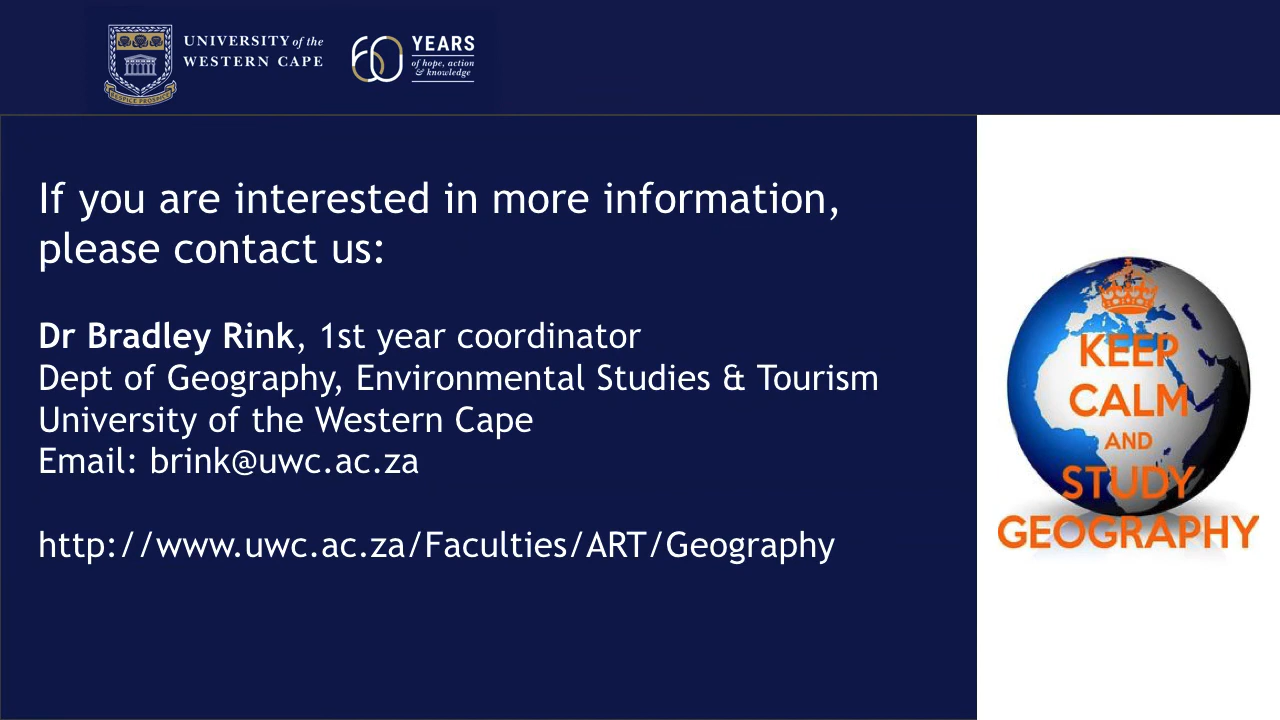 UNIVERSITY of the
WESTERN CAPE
RESPICE PROSPICE
60 YEARS
of hope, action
& knowledge
If you are interested in more information,
please contact us:
Dr Bradley Rink, 1st year coordinator
Dept of Geography, Environmental Studies & Tourism
University of the Western Cape
Email: brink@uwc.ac.za
http://www.uwc.ac.za/Faculties/ART/Geography
KEEP
CALM
AND
STUDY
GEOGRAPHY